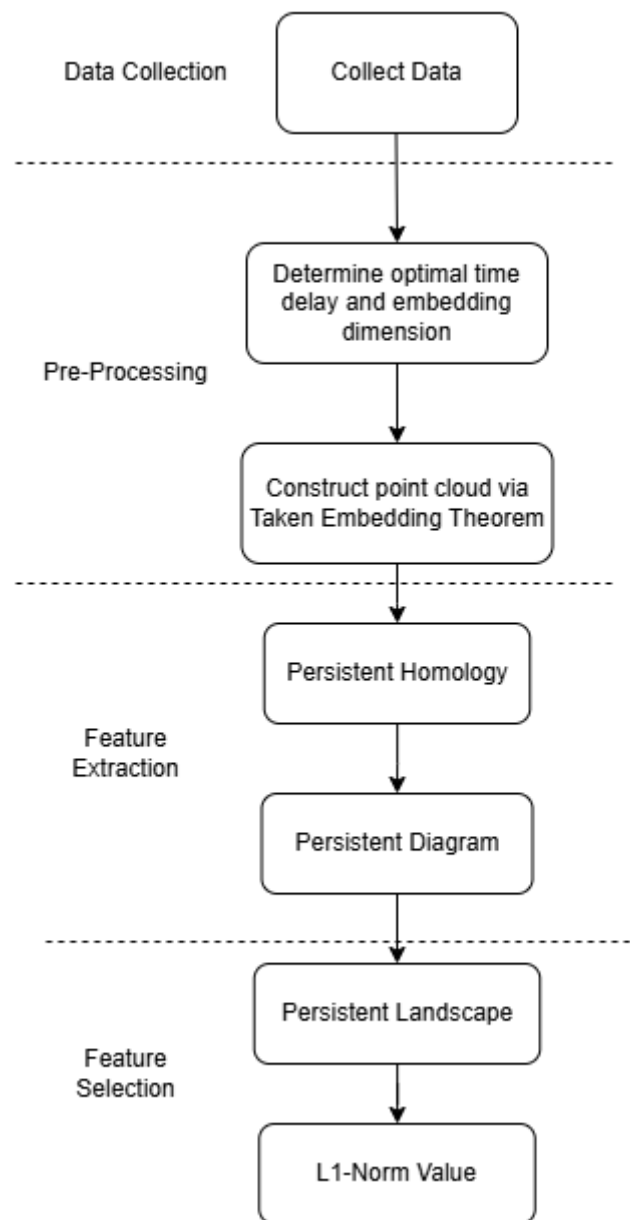 Data Collection
Collect Data
Determine optimal time
delay and embedding
dimension
Pre-Processing
Construct point cloud via
Taken Embedding Theorem
Persistent Homology
Feature
Extraction
Persistent Diagram
Persistent Landscape
Feature
Selection
L1-Norm Value